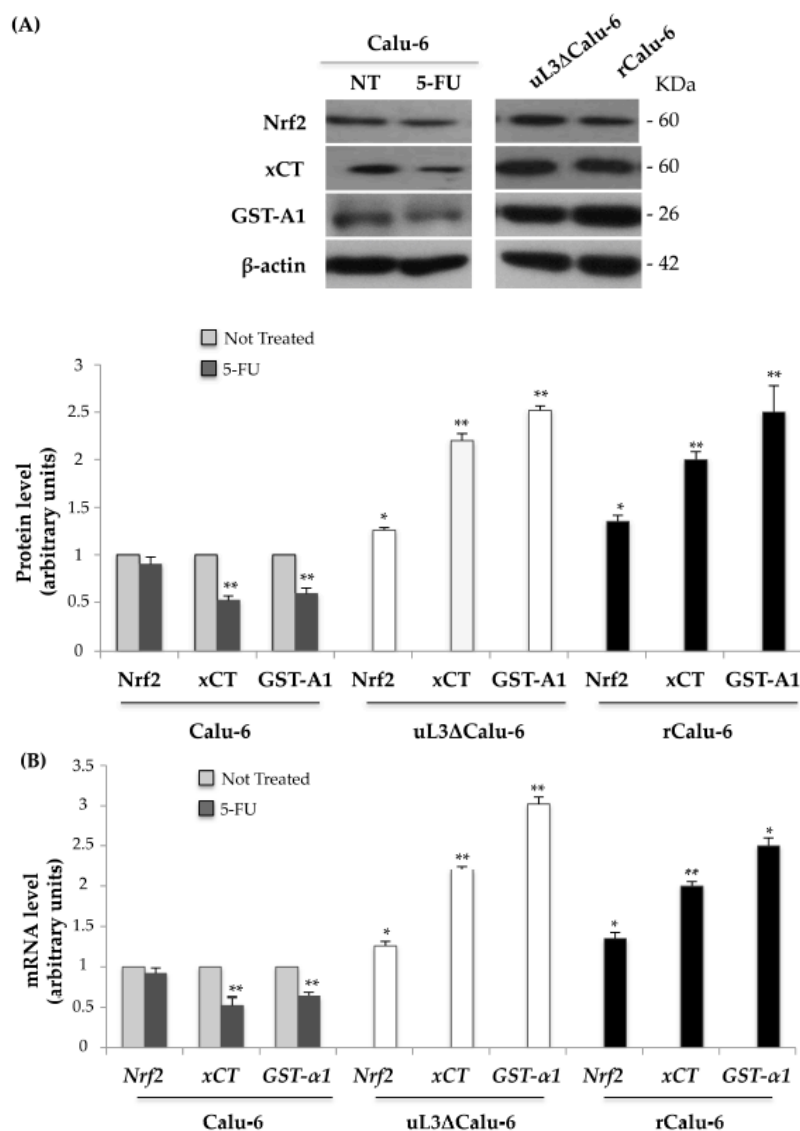 (A)
Calu-6
uL3ΔCalu-6
rCalu-6
NT 5-FU
KDa
Nrf2 - 60
xCT - 60
GST-A1 - 26
β-actin - 42
Not Treated
5-FU
Protein level
(arbitrary units)
3
2.5
2
1.5
1
0.5
0
** ** * ** ** * ** **
Nrf2 xCT GST-A1 Nrf2 xCT GST-A1 Nrf2 xCT GST-A1
Calu-6 uL3ΔCalu-6 rCalu-6
(B)
Not Treated
5-FU
mRNA level
(arbitrary units)
3.5
3
2.5
2
1.5
1
0.5
0
** ** * ** ** * ** *
Nrf2 xCT GST-α1 Nrf2 xCT GST-α1 Nrf2 xCT GST-α1
Calu-6 uL3ΔCalu-6 rCalu-6